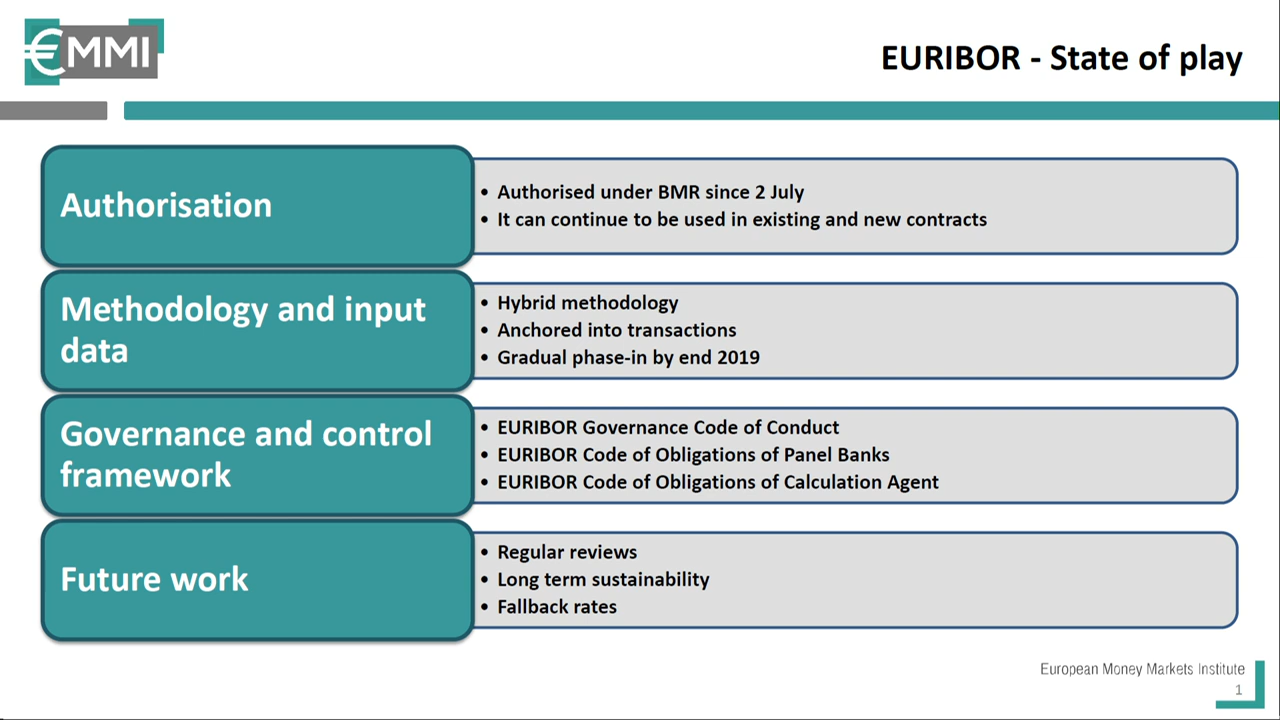 €MMI
EURIBOR - State of play
Authorisation
• Authorised under BMR since 2 July
• It can continue to be used in existing and new contracts
Methodology and input
data
• Hybrid methodology
• Anchored into transactions
• Gradual phase-in by end 2019
Governance and control
framework
• EURIBOR Governance Code of Conduct
• EURIBOR Code of Obligations of Panel Banks
• EURIBOR Code of Obligations of Calculation Agent
Future work
• Regular reviews
• Long term sustainability
• Fallback rates
European Money Markets Institute
1